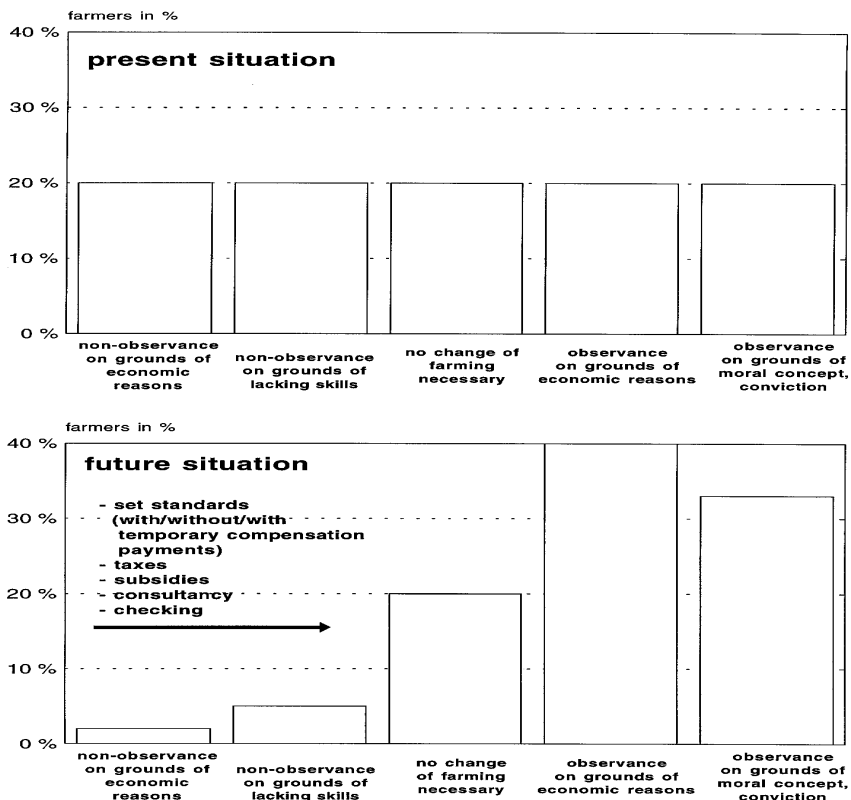 farmers in %
40 %
present situation
30 %
20 %
10 %
0 %
non-observance
on grounds of
economic
reasons
non-observance
on grounds of
lacking skills
no change of
farming
necessary
observance
on grounds of
economic reasons
observance
on grounds of
moral concept,
conviction
farmers in %
40 %
future situation
- set standards
(with/without/with
temporary compensation
payments)
- taxes
- subsidies
- consultancy
- checking
30 %
20 %
10 %
0 %
non-observance
on grounds of
economic
reasons
non-observance
on grounds of
lacking skills
no change
of farming
necessary
observance
on grounds of
economic reasons
observance
on grounds of
moral concept,
conviction